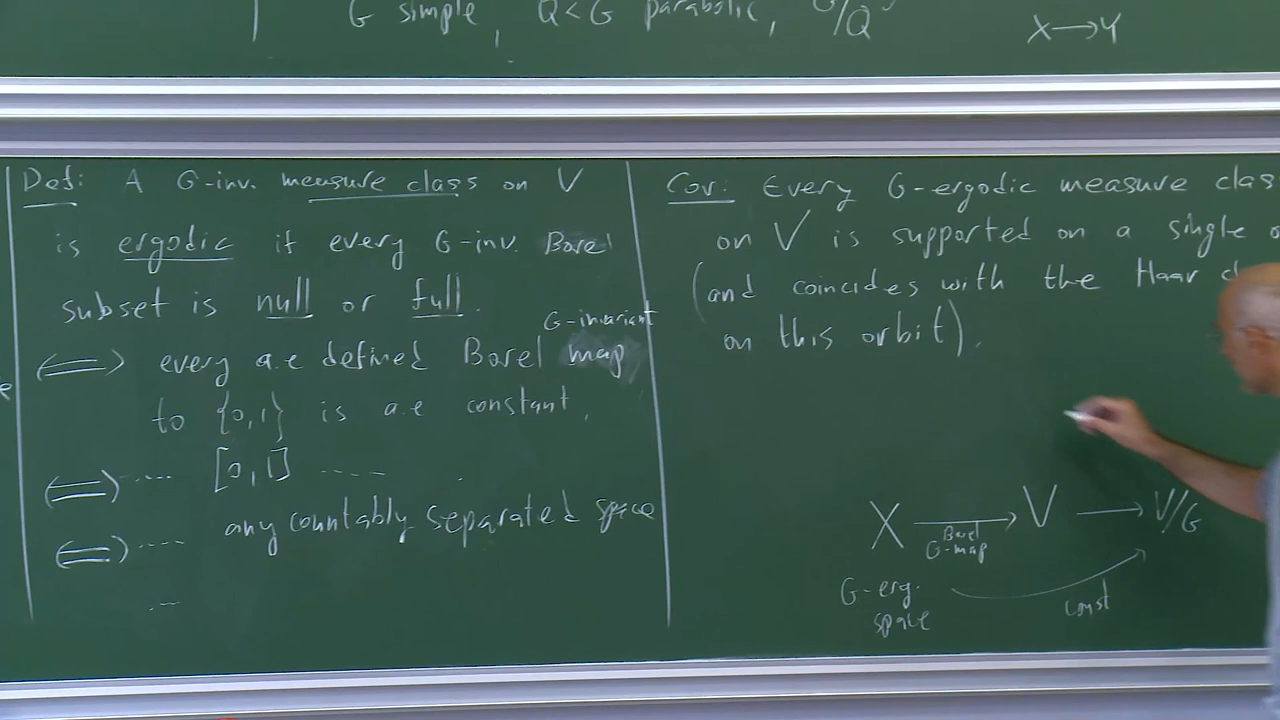 G simple, Q<G parabolic, G/Q
X→Y
Def: A G-inv. measure class on V
is ergodic if every G-inv. Borel
subset is null or full.
G-invariant
⟺ every a.e defined Borel map
to {0,1} is a.e constant.
⟺ .... [0,1] .....
⟺ .... any countably separated space
...
Cor: Every G-ergodic measure clas
on V is supported on a single
(and coincides with the Haar
on this orbit).
X → V → V/G
Borel
G-map
G-erg.
space
const